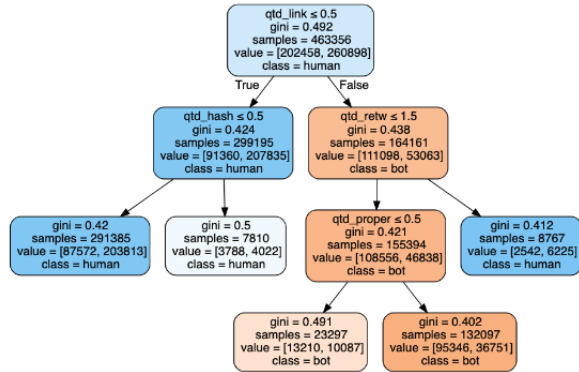 qtd_link ≤ 0.5
gini = 0.492
samples = 463356
value = [202458, 260898]
class = human
True
False
qtd_hash ≤ 0.5
gini = 0.424
samples = 299195
value = [91360, 207835]
class = human
qtd_retw ≤ 1.5
gini = 0.438
samples = 164161
value = [111098, 53063]
class = bot
gini = 0.42
samples = 291385
value = [87572, 203813]
class = human
gini = 0.5
samples = 7810
value = [3788, 4022]
class = human
qtd_proper ≤ 0.5
gini = 0.421
samples = 155394
value = [108556, 46838]
class = bot
gini = 0.412
samples = 8767
value = [2542, 6225]
class = human
gini = 0.491
samples = 23297
value = [13210, 10087]
class = bot
gini = 0.402
samples = 132097
value = [95346, 36751]
class = bot